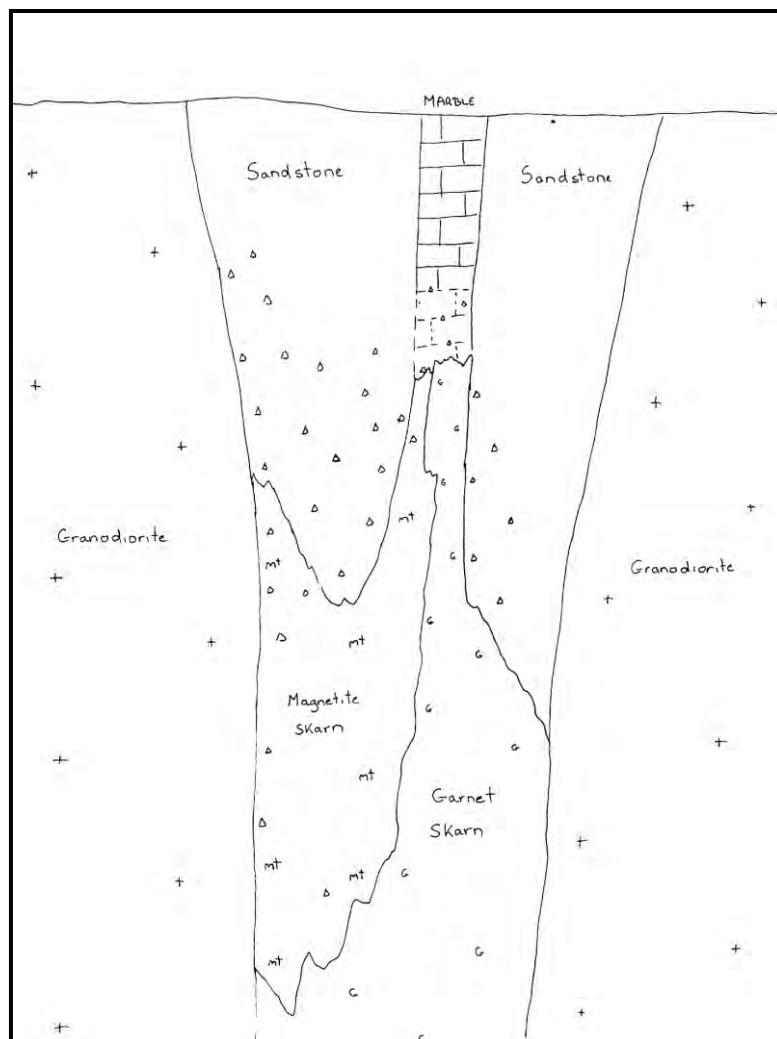 MARBLE
Sandstone
Sandstone
G
G
G
mt
G
Granodiorite
mt
Granodiorite
G
mt
G
Magnetite
Skarn
G
G
mt
Garnet
Skarn
mt
mt
G
G
mt
G
G